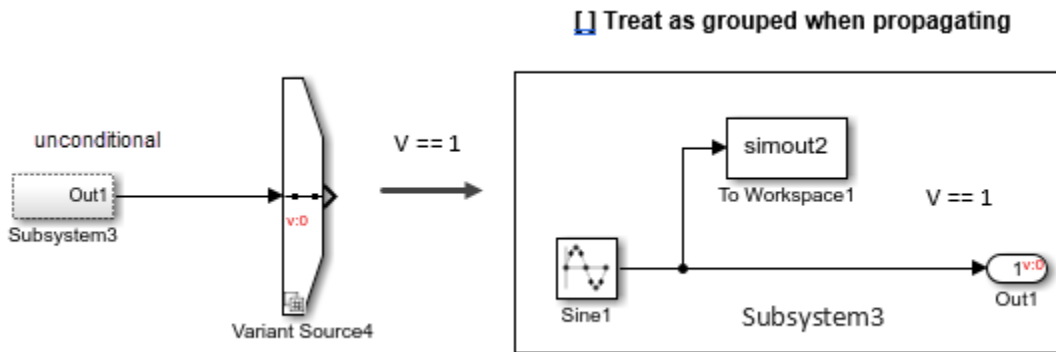 [ ] Treat as grouped when propagating
unconditional
V == 1
Out1
v:0
Subsystem3
Variant Source4
simout2
To Workspace1
V == 1
1
v:0
Out1
Sine1
Subsystem3